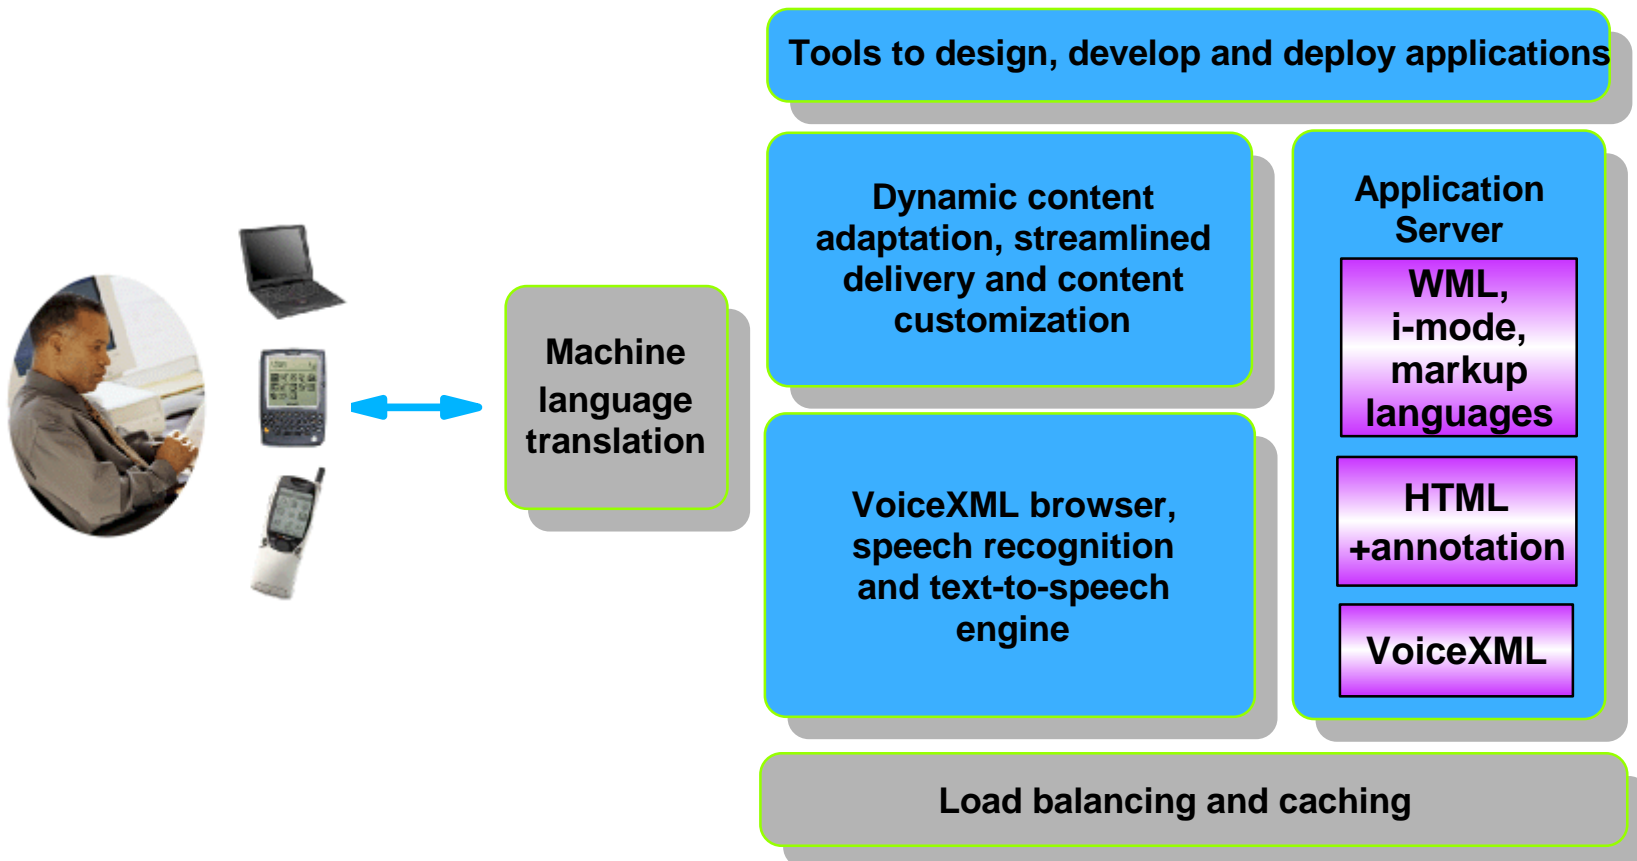 Tools to design, develop and deploy applications
Machine
language
translation
Dynamic content
adaptation, streamlined
delivery and content
customization
VoiceXML browser,
speech recognition
and text-to-speech
engine
Application
Server
WML,
i-mode,
markup
languages
HTML
+annotation
VoiceXML
Load balancing and caching